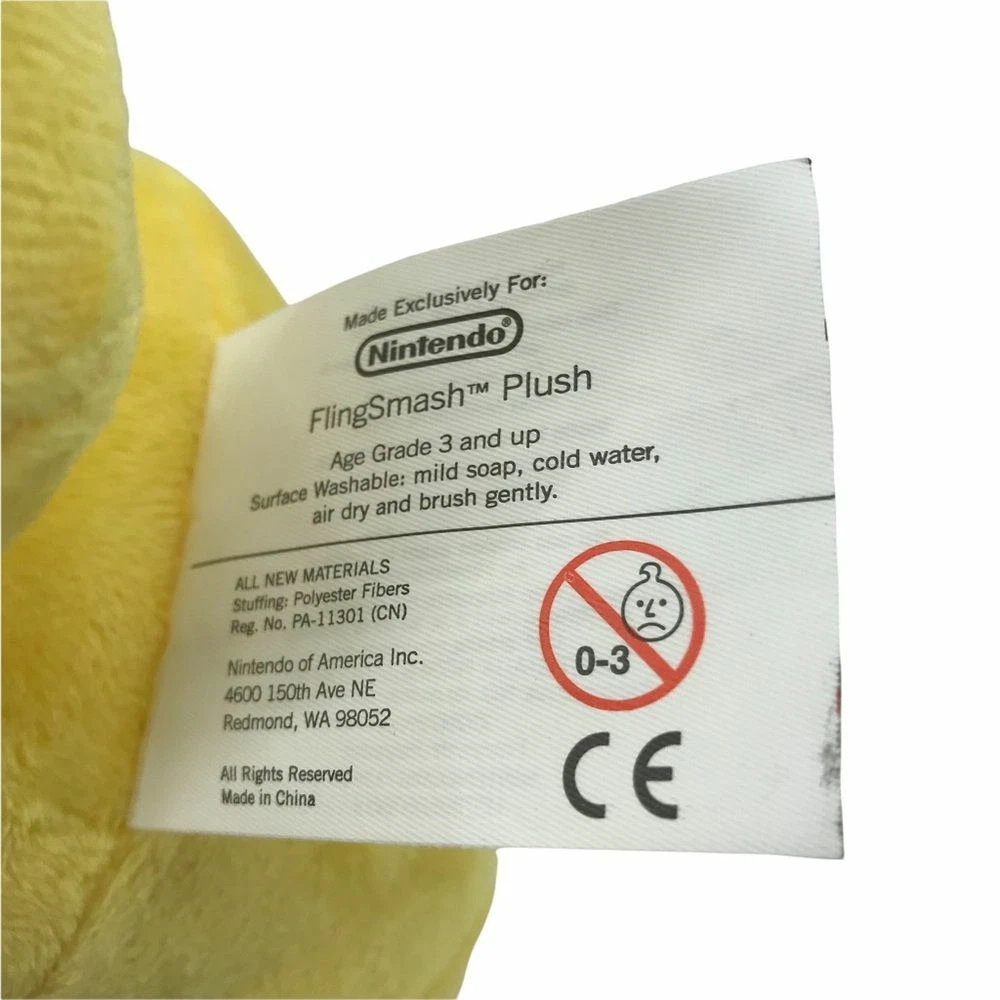 Made Exclusively For:
Nintendo®
FlingSmash™ Plush
Age Grade 3 and up
Surface Washable: mild soap, cold water,
air dry and brush gently.
ALL NEW MATERIALS
Stuffing: Polyester Fibers
Reg. No. PA-11301 (CN)
Nintendo of America Inc.
4600 150th Ave NE
Redmond, WA 98052
All Rights Reserved
Made in China
0-3
CE